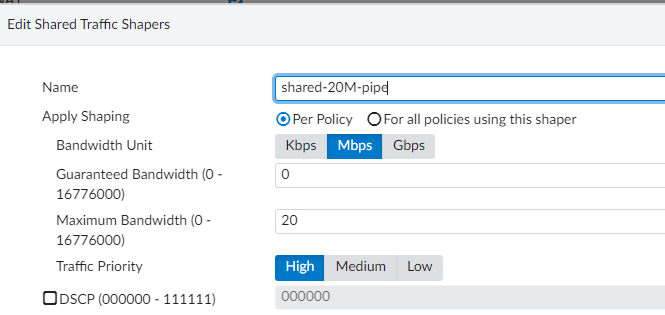 Edit Shared Traffic Shapers
Name
shared-20M-pipe
Apply Shaping
Per Policy For all policies using this shaper
Bandwidth Unit
Kbps Mbps Gbps
Guaranteed Bandwidth (0 -
16776000)
0
Maximum Bandwidth (0 -
16776000)
20
Traffic Priority
High Medium Low
DSCP (000000 - 111111)
000000